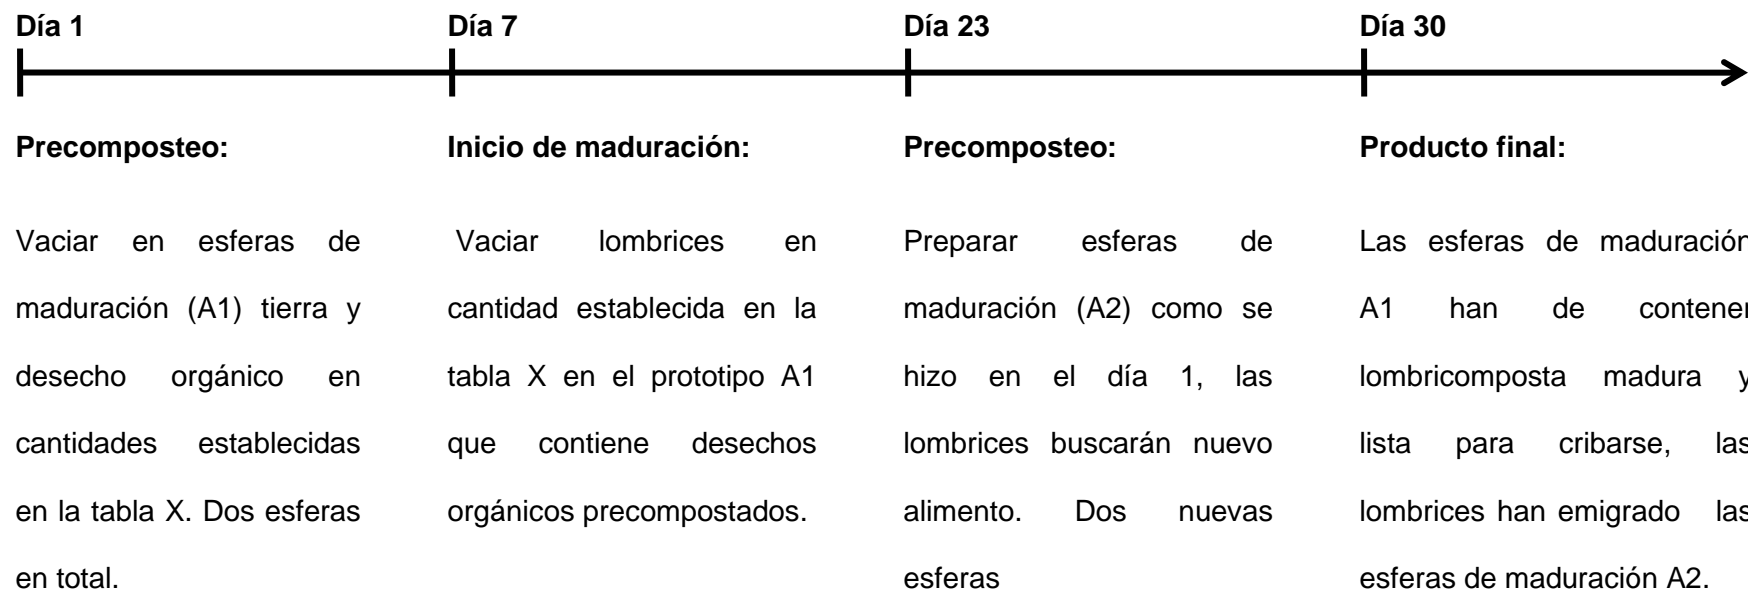 Día 1
Día 7
Día 23
Día 30
Precomposteo:
Vaciar en esferas de
maduración (A1) tierra y
desecho orgánico en
cantidades establecidas
en la tabla X. Dos esferas
en total.
Inicio de maduración:
Vaciar lombrices en
cantidad establecida en la
tabla X en el prototipo A1
que contiene desechos
orgánicos precompostados.
Precomposteo:
Preparar esferas de
maduración (A2) como se
hizo en el día 1, las
lombrices buscarán nuevo
alimento. Dos nuevas
esferas
Producto final:
Las esferas de maduración
A1 han de contener
lombricomposta madura y
lista para cribarse, las
lombrices han emigrado las
esferas de maduración A2.